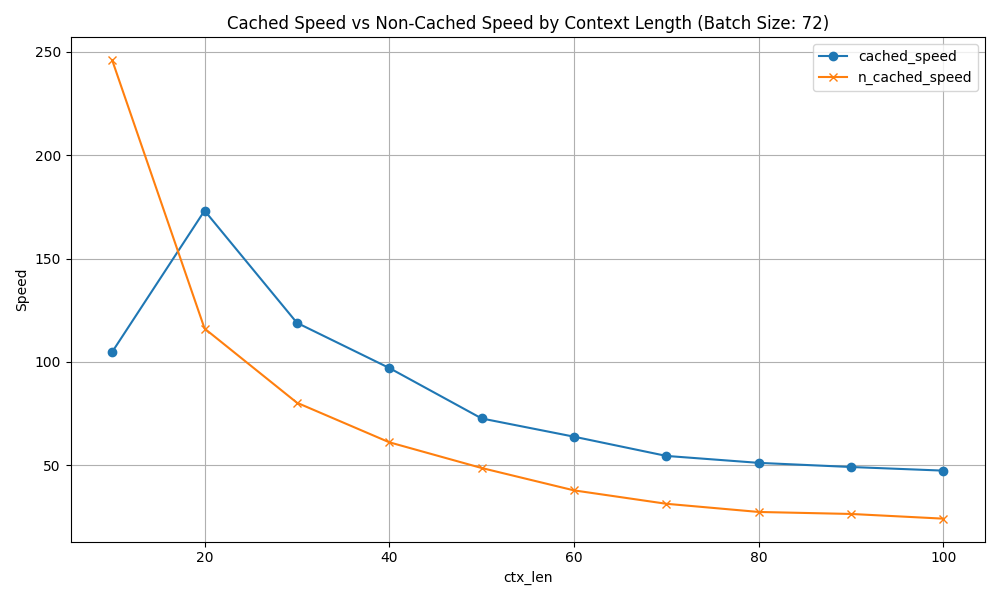 Cached Speed vs Non-Cached Speed by Context Length (Batch Size: 72)
cached_speed
n_cached_speed
250
200
150
100
50
Speed
20 40 60 80 100
ctx_len